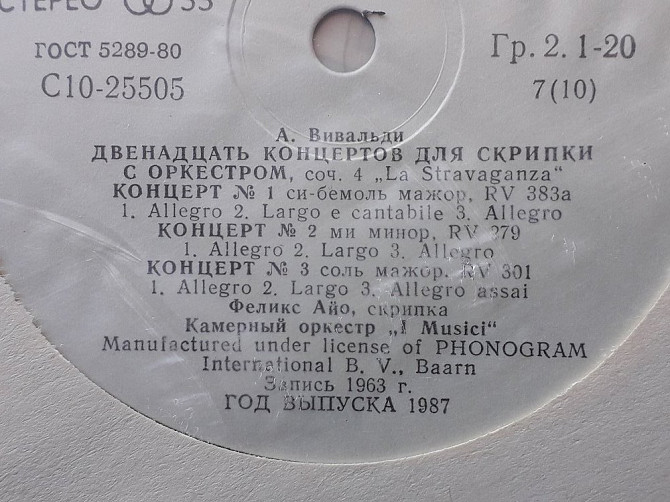 СТЕРЕО 33
ГОСТ 5289-80
Гр. 2. 1-20
С10-25505
7(10)
А. Вивальди
ДВЕНАДЦАТЬ КОНЦЕРТОВ ДЛЯ СКРИПКИ
С ОРКЕСТРОМ, соч. 4 „La Stravaganza“
КОНЦЕРТ № 1 си-бемоль мажор, RV 383a
1. Allegro 2. Largo e cantabile 3. Allegro
КОНЦЕРТ № 2 ми минор, RV 279
1. Allegro 2. Largo 3. Allegro
КОНЦЕРТ № 3 соль мажор. RV 301
1. Allegro 2. Largo 3. Allegro assai
Феликс Айо, скрипка
Камерный оркестр „I Musici“
Manufactured under license of PHONOGRAM
International B. V., Baarn
Запись 1963 г.
ГОД ВЫПУСКА 1987